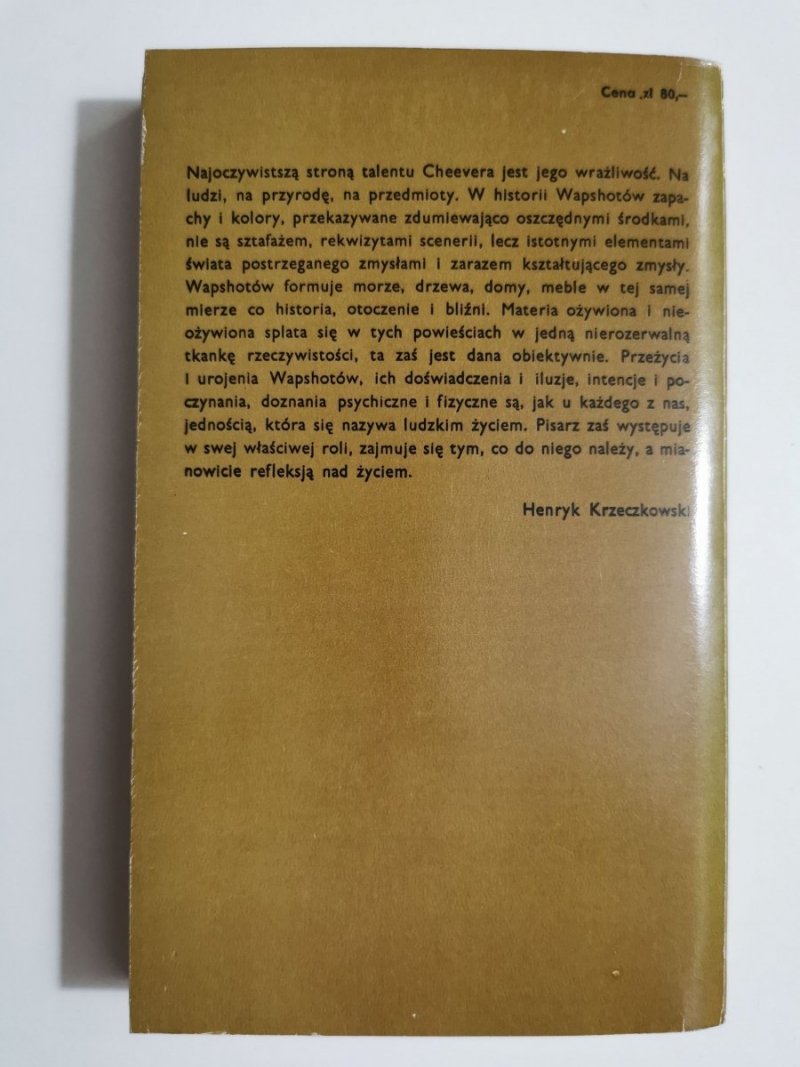 Cena zł 80,—
Najoczywistszą stroną talentu Cheevera jest jego wrażliwość. Na
ludzi, na przyrodę, na przedmioty. W historii Wapshotów zapa-
chy i kolory, przekazywane zdumiewająco oszczędnymi środkami,
nie są sztafażem, rekwizytami scenerii, lecz istotnymi elementami
świata postrzeganego zmysłami i zarazem kształtującego zmysły.
Wapshotów formuje morze, drzewa, domy, meble w tej samej
mierze co historia, otoczenie i bliźni. Materia ożywiona i nie-
ożywiona splata się w tych powieściach w jedną nierozerwalną
tkankę rzeczywistości, ta zaś jest dana obiektywnie. Przeżycia
i urojenia Wapshotów, ich doświadczenia i iluzje, intencje i po-
czynania, doznania psychiczne i fizyczne są, jak u każdego z nas,
jednością, która się nazywa ludzkim życiem. Pisarz zaś występuje
w swej właściwej roli, zajmuje się tym, co do niego należy, a mia-
nowicie refleksją nad życiem.
Henryk Krzeczkowski